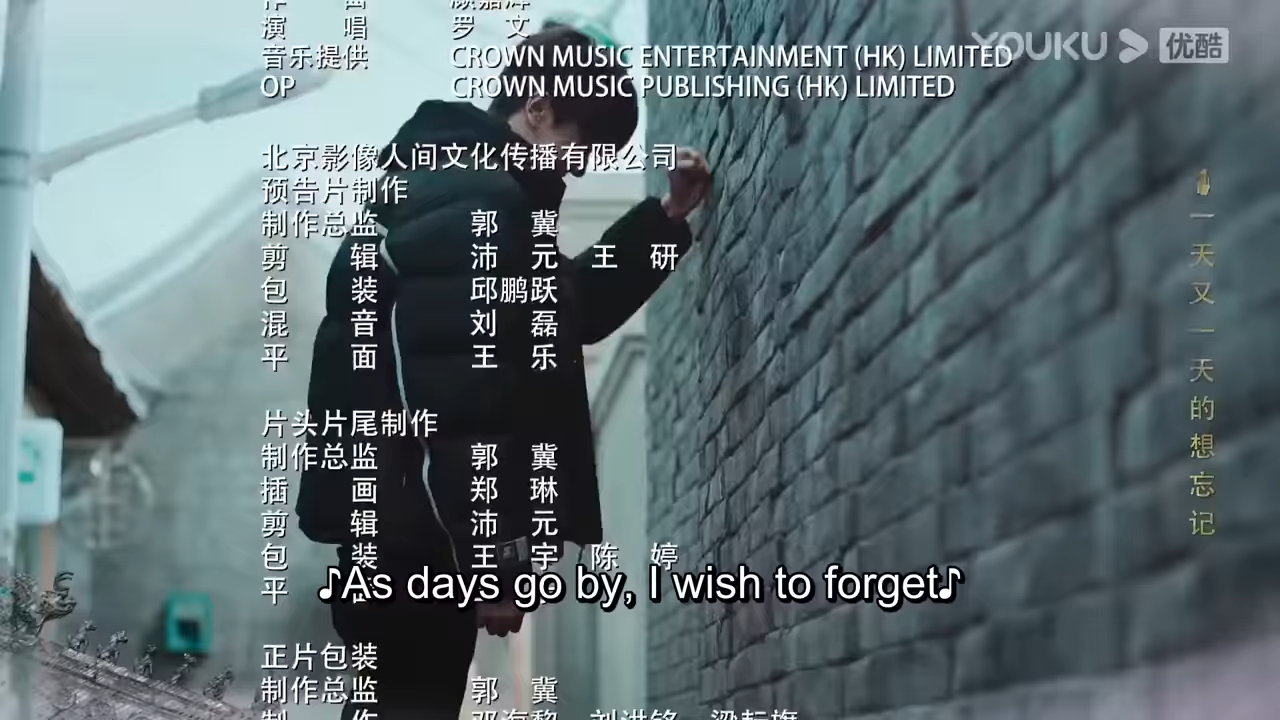 演 唱 罗 文
音乐提供 CROWN MUSIC ENTERTAINMENT (HK) LIMITED
OP CROWN MUSIC PUBLISHING (HK) LIMITED
YOUKU 优酷
北京影像人间文化传播有限公司
预告片制作
制作总监 郭 冀
剪 辑 沛 元 王 研
包 装 邱鹏跃
混 音 刘 磊
平 面 王 乐
片头片尾制作
制作总监 郭 冀
插 画 郑 琳
剪 辑 沛 元
包 装 王 宇 陈 婷
平
♪As days go by, I wish to forget♪
正片包装
制作总监 郭 冀
一天又一天的想忘记